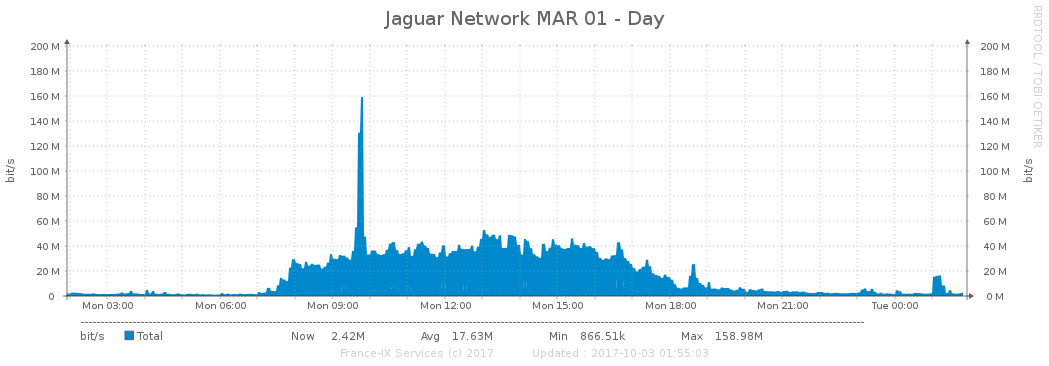 Jaguar Network MAR 01 - Day
RRDTOOL / TOBI OETIKER
200 M 200 M
180 M 180 M
160 M 160 M
140 M 140 M
120 M 120 M
100 M 100 M
80 M 80 M
60 M 60 M
40 M 40 M
20 M 20 M
0 0 M
bit/s bit/s
Mon 03:00 Mon 06:00 Mon 09:00 Mon 12:00 Mon 15:00 Mon 18:00 Mon 21:00 Tue 00:00
bit/s Total Now 2.42M Avg 17.63M Min 866.51k Max 158.98M
France-IX Services (c) 2017 Updated : 2017-10-03 01:55:03